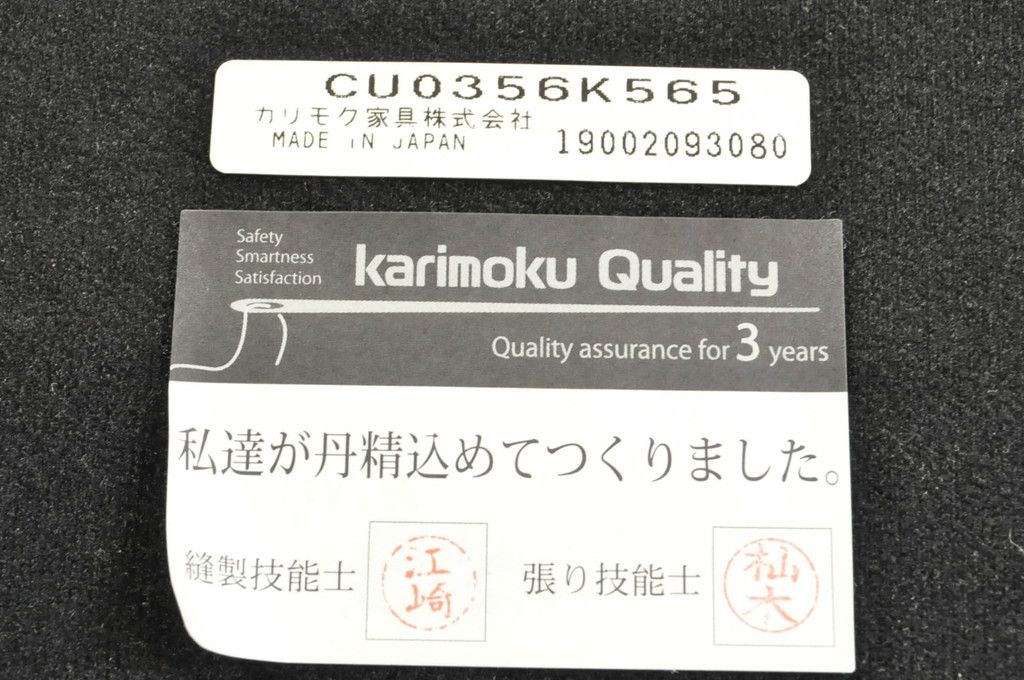 CU0356K565
カリモク家具株式会社
MADE IN JAPAN
19002093080
Safety
Smartness
Satisfaction
karimoku Quality
Quality assurance for 3 years
私達が丹精込めてつくりました。
縫製技能士
江崎
張り技能士
杣木